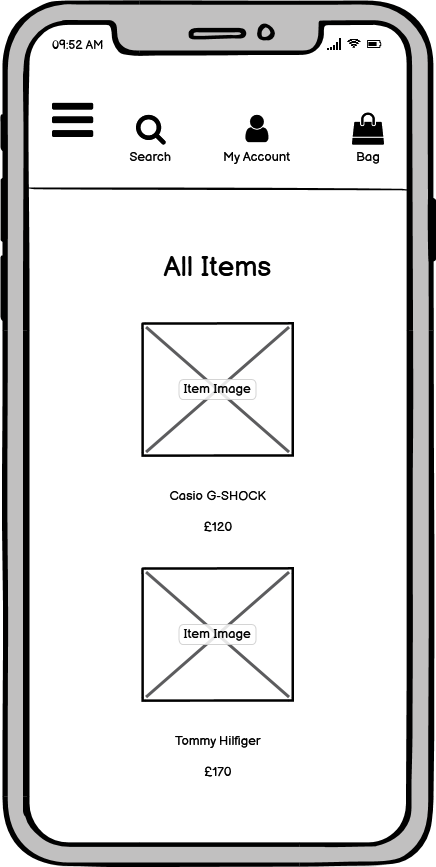 09:52 AM
Search
My Account
Bag
All Items
Item Image
Casio G-SHOCK
£120
Item Image
Tommy Hilfiger
£170